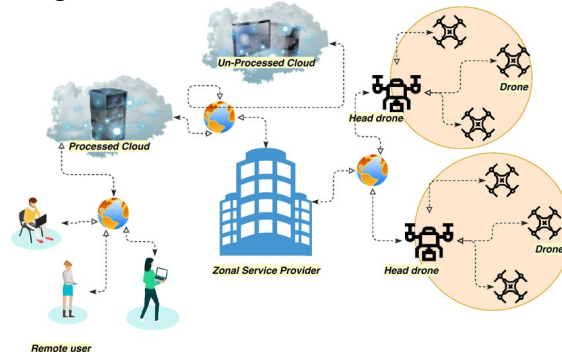 Un-Processed Cloud
Drone
Head drone
Processed Cloud
Zonal Service Provider
Drone
Head drone
Remote user